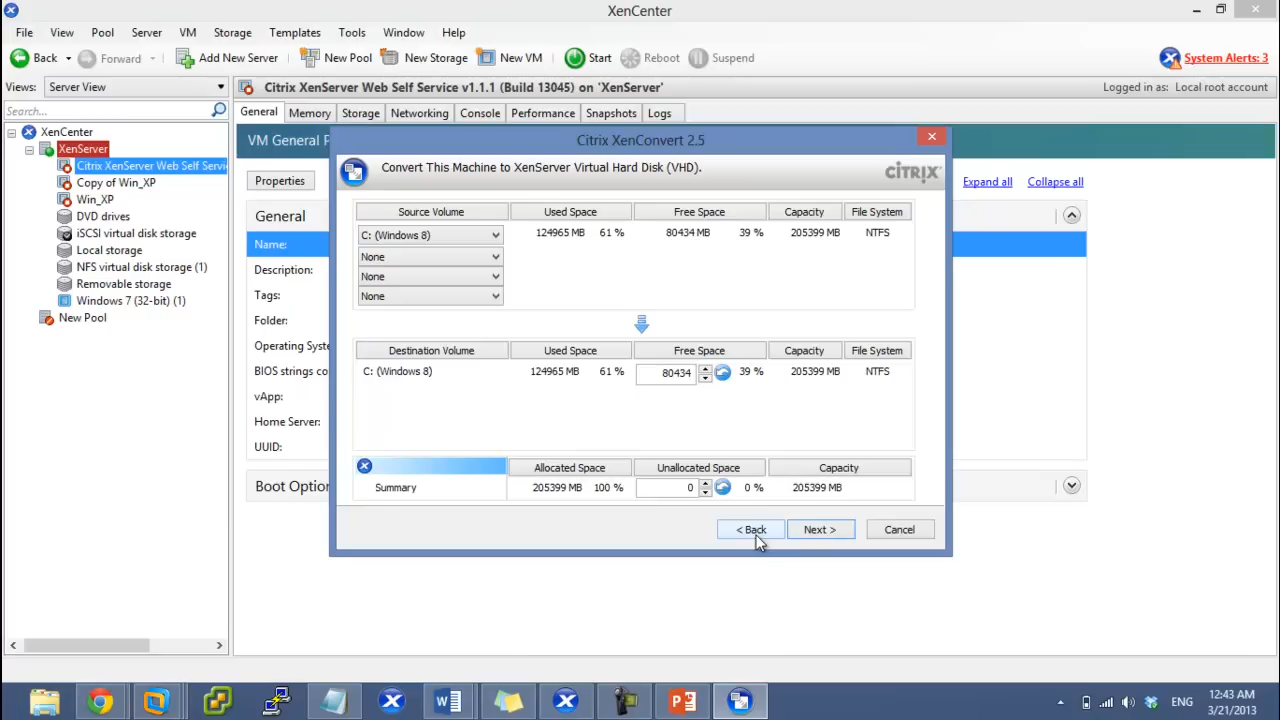 XenCenter
File View Pool Server VM Storage Templates Tools Window Help
Back Forward Add New Server New Pool New Storage New VM Start Reboot Suspend System Alerts: 3
Views: Server View
Citrix XenServer Web Self Service v1.1.1 (Build 13045) on 'XenServer' Logged in as: Local root account
Search...
General Memory Storage Networking Console Performance Snapshots Logs
XenCenter
XenServer
Citrix XenServer Web Self Servi
Copy of Win_XP
Win_XP
DVD drives
iSCSI virtual disk storage
Local storage
NFS virtual disk storage (1)
Removable storage
Windows 7 (32-bit) (1)
New Pool
VM General P
Properties
Expand all Collapse all
General
Name:
Description:
Tags:
Folder:
Operating Syste
BIOS strings co
vApp:
Home Server:
UUID:
Boot Option
Citrix XenConvert 2.5
Convert This Machine to XenServer Virtual Hard Disk (VHD).
CITRIX
Source Volume Used Space Free Space Capacity File System
C: (Windows 8) 124965 MB 61 % 80434 MB 39 % 205399 MB NTFS
None
None
None
Destination Volume Used Space Free Space Capacity File System
C: (Windows 8) 124965 MB 61 % 80434 39 % 205399 MB NTFS
Allocated Space Unallocated Space Capacity
Summary 205399 MB 100 % 0 0 % 205399 MB
< Back Next > Cancel
ENG
12:43 AM
3/21/2013